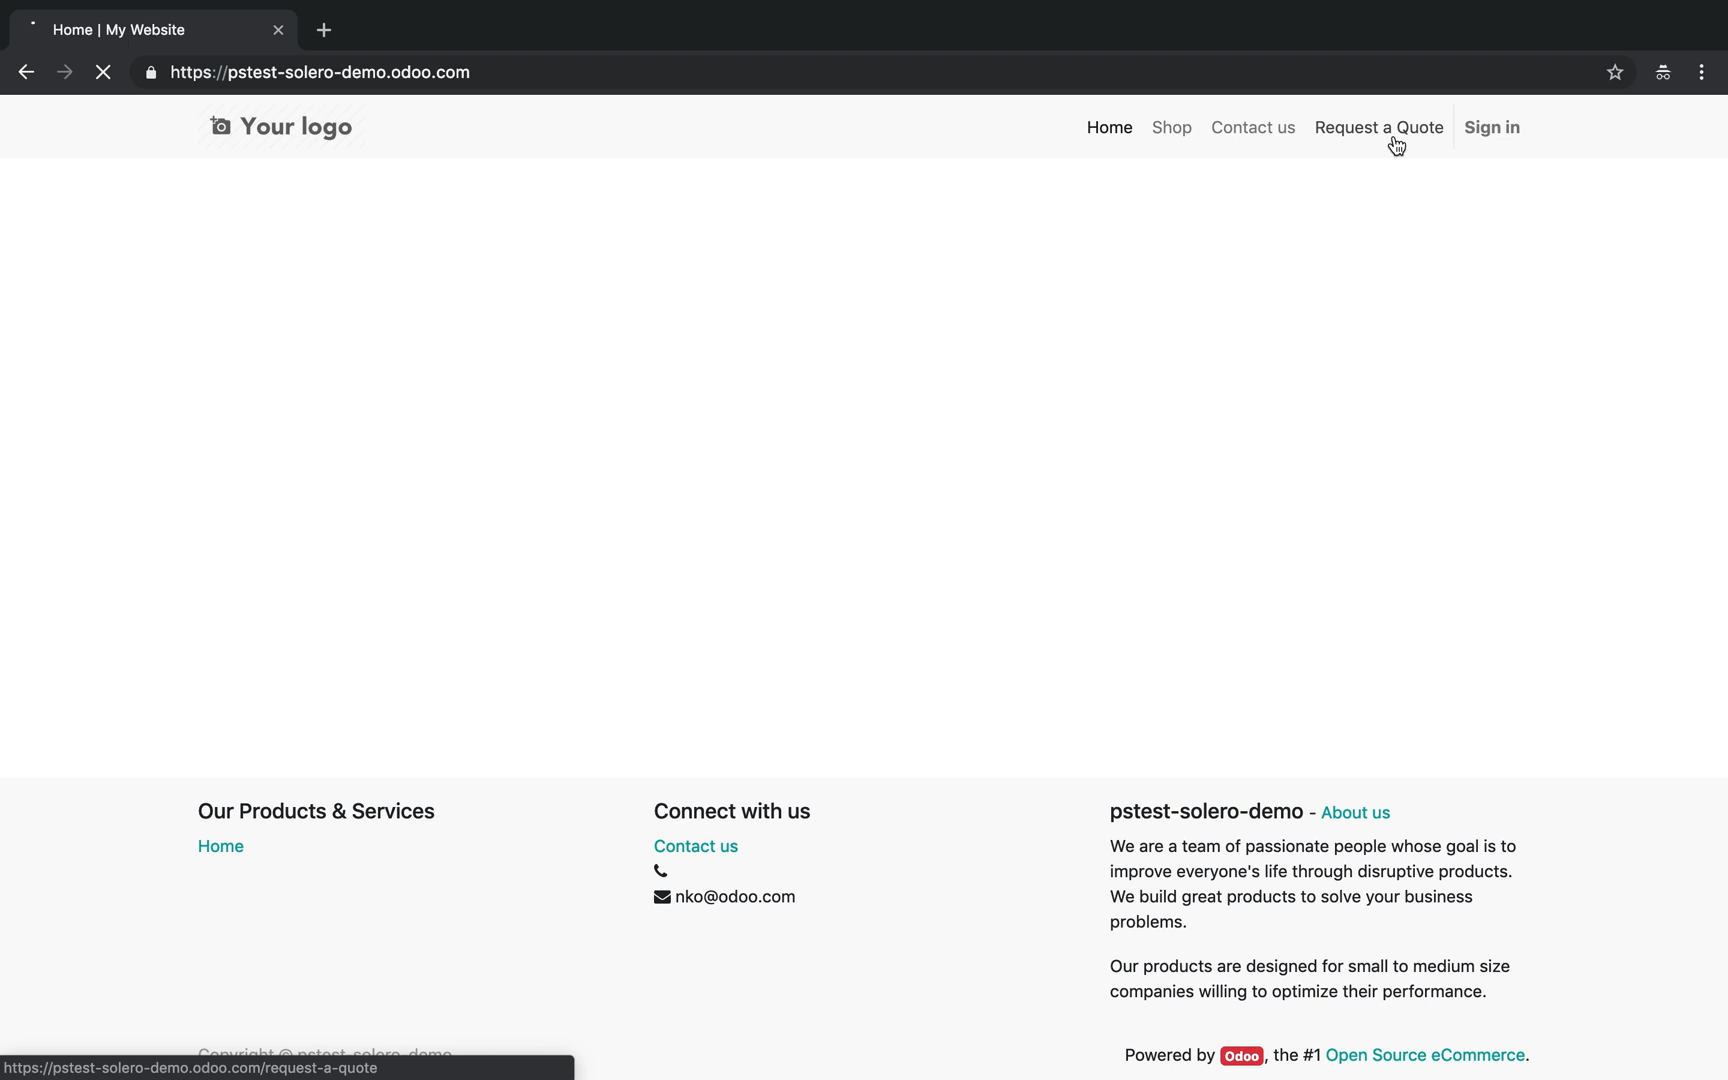 Home | My Website
https://pstest-solero-demo.odoo.com
Your logo
Home Shop Contact us Request a Quote Sign in
Our Products & Services
Home
Connect with us
Contact us
nko@odoo.com
pstest-solero-demo - About us
We are a team of passionate people whose goal is to
improve everyone's life through disruptive products.
We build great products to solve your business
problems.
Our products are designed for small to medium size
companies willing to optimize their performance.
Copyright © pstest-solero-demo
Powered by Odoo, the #1 Open Source eCommerce.
https://pstest-solero-demo.odoo.com/request-a-quote